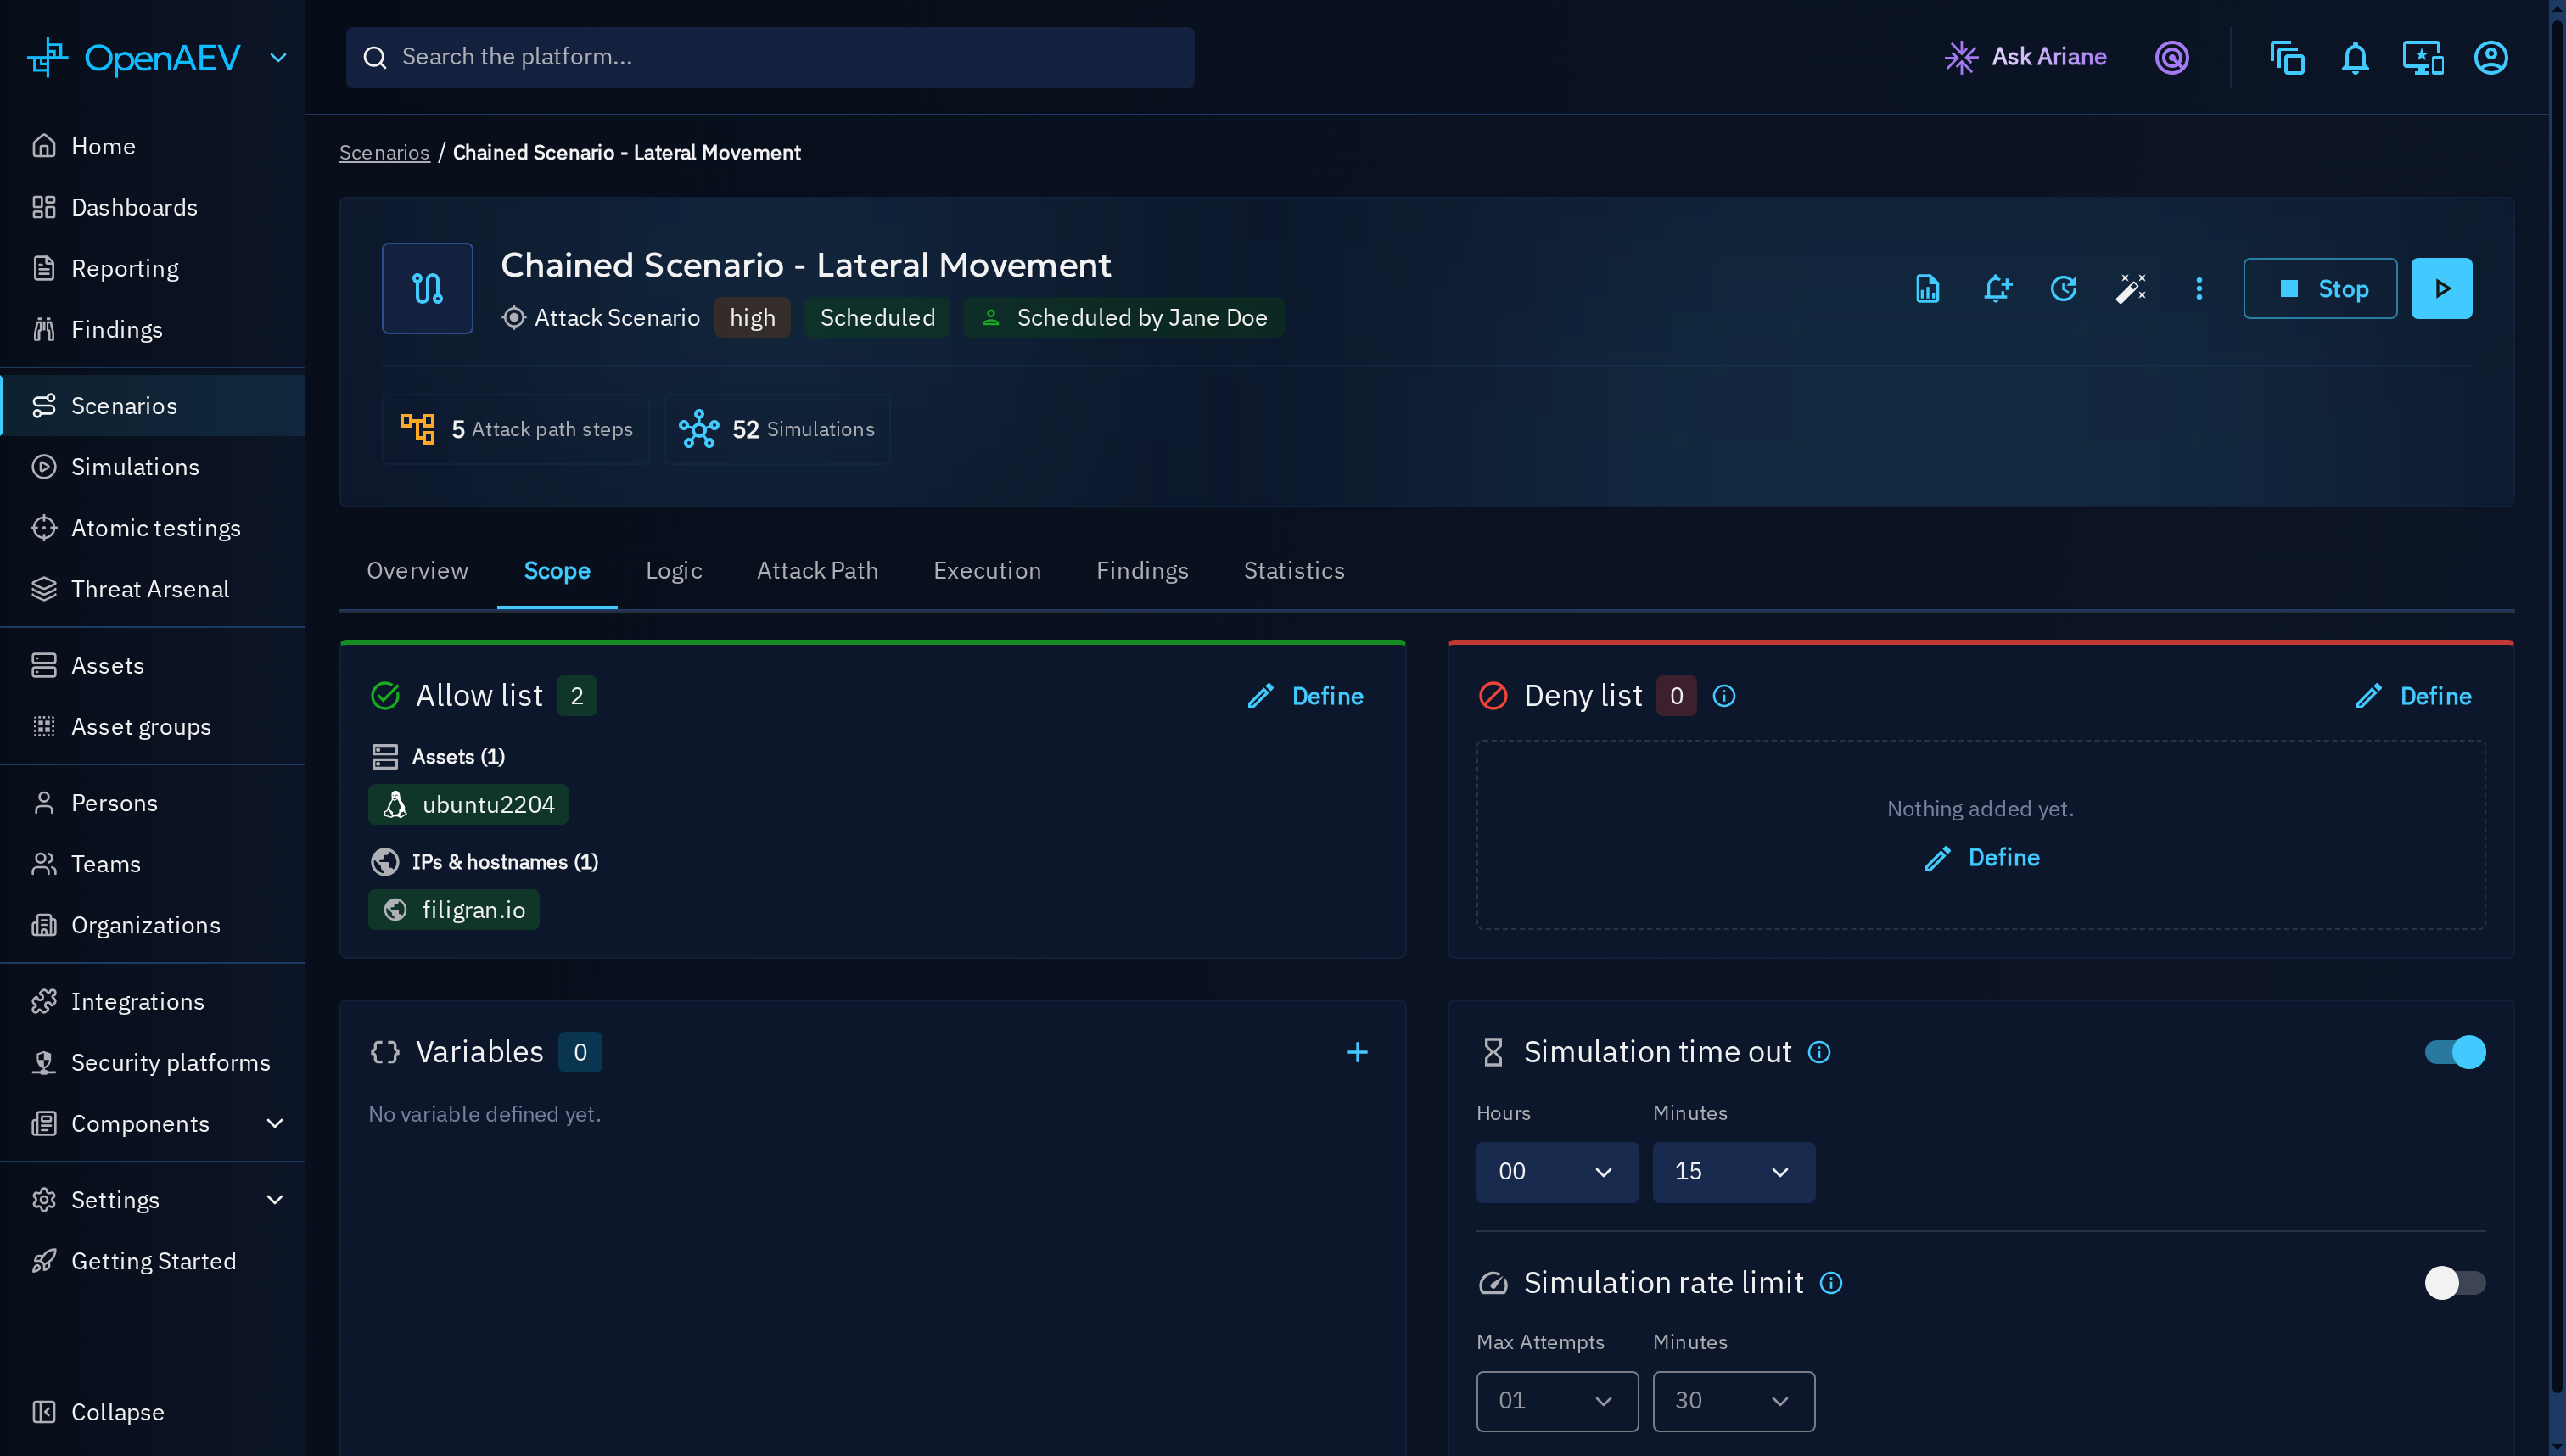 OpenAEV
Search the platform...
Ask Ariane
Home
Dashboards
Reporting
Findings
Scenarios
Simulations
Atomic testings
Threat Arsenal
Assets
Asset groups
Persons
Teams
Organizations
Integrations
Security platforms
Components
Settings
Getting Started
Collapse
Scenarios / Chained Scenario - Lateral Movement
Chained Scenario - Lateral Movement
Attack Scenario high Scheduled Scheduled by Jane Doe
Stop
5 Attack path steps 52 Simulations
Overview Scope Logic Attack Path Execution Findings Statistics
Allow list 2 Define
Assets (1)
ubuntu2204
IPs & hostnames (1)
filigran.io
Deny list 0 Define
Nothing added yet.
Define
Variables 0
No variable defined yet.
Simulation time out
Hours Minutes
00 15
Simulation rate limit
Max Attempts Minutes
01 30